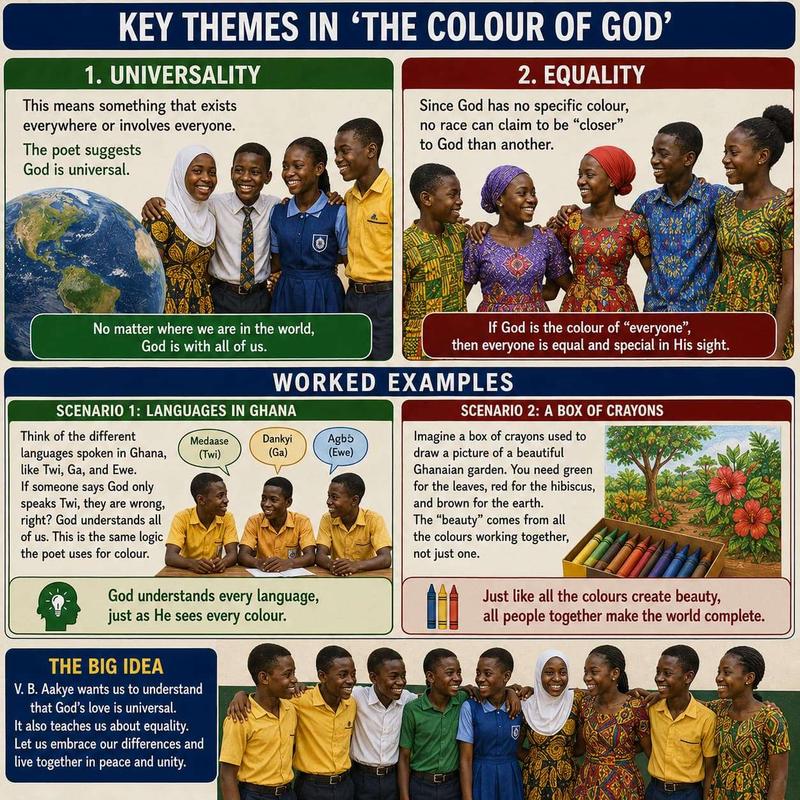 KEY THEMES IN ‘THE COLOUR OF GOD’
1. UNIVERSALITY
This means something that exists
everywhere or involves everyone.
The poet suggests
God is universal.
No matter where we are in the world,
God is with all of us.
2. EQUALITY
Since God has no specific colour,
no race can claim to be “closer”
to God than another.
If God is the colour of “everyone”,
then everyone is equal and special in His sight.
WORKED EXAMPLES
SCENARIO 1: LANGUAGES IN GHANA
Think of the different
languages spoken in Ghana,
like Twi, Ga, and Ewe.
If someone says God only
speaks Twi, they are wrong,
right? God understands all
of us. This is the same logic
the poet uses for colour.
Medaase
(Twi)
Dankyi
(Ga)
(Ewe)
God understands every language,
just as He sees every colour.
SCENARIO 2: A BOX OF CRAYONS
Imagine a box of crayons used to
draw a picture of a beautiful
Ghanaian garden. You need green
for the leaves, red for the hibiscus,
and brown for the earth.
The “beauty” comes from all
the colours working together,
not just one.
Just like all the colours create beauty,
all people together make the world complete.
THE BIG IDEA
V. B. Aakye wants us to understand
that God’s love is universal.
It also teaches us about equality.
Let us embrace our differences and
live together in peace and unity.